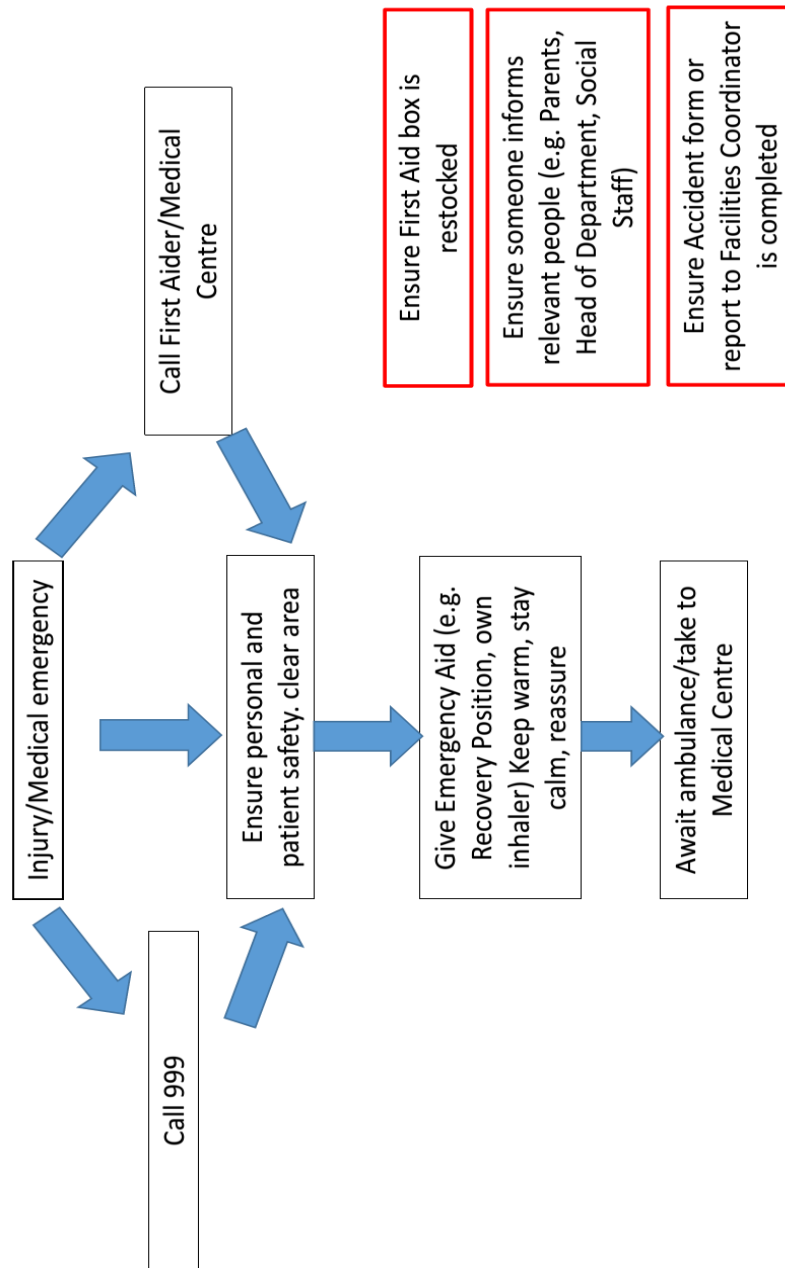 Injury/Medical emergency
Call 999
Call First Aider/Medical
Centre
Ensure personal and
patient safety. clear area
Give Emergency Aid (e.g.
Recovery Position, own
inhaler) Keep warm, stay
calm, reassure
Await ambulance/take to
Medical Centre
Ensure First Aid box is
restocked
Ensure someone informs
relevant people (e.g. Parents,
Head of Department, Social
Staff)
Ensure Accident form or
report to Facilities Coordinator
is completed